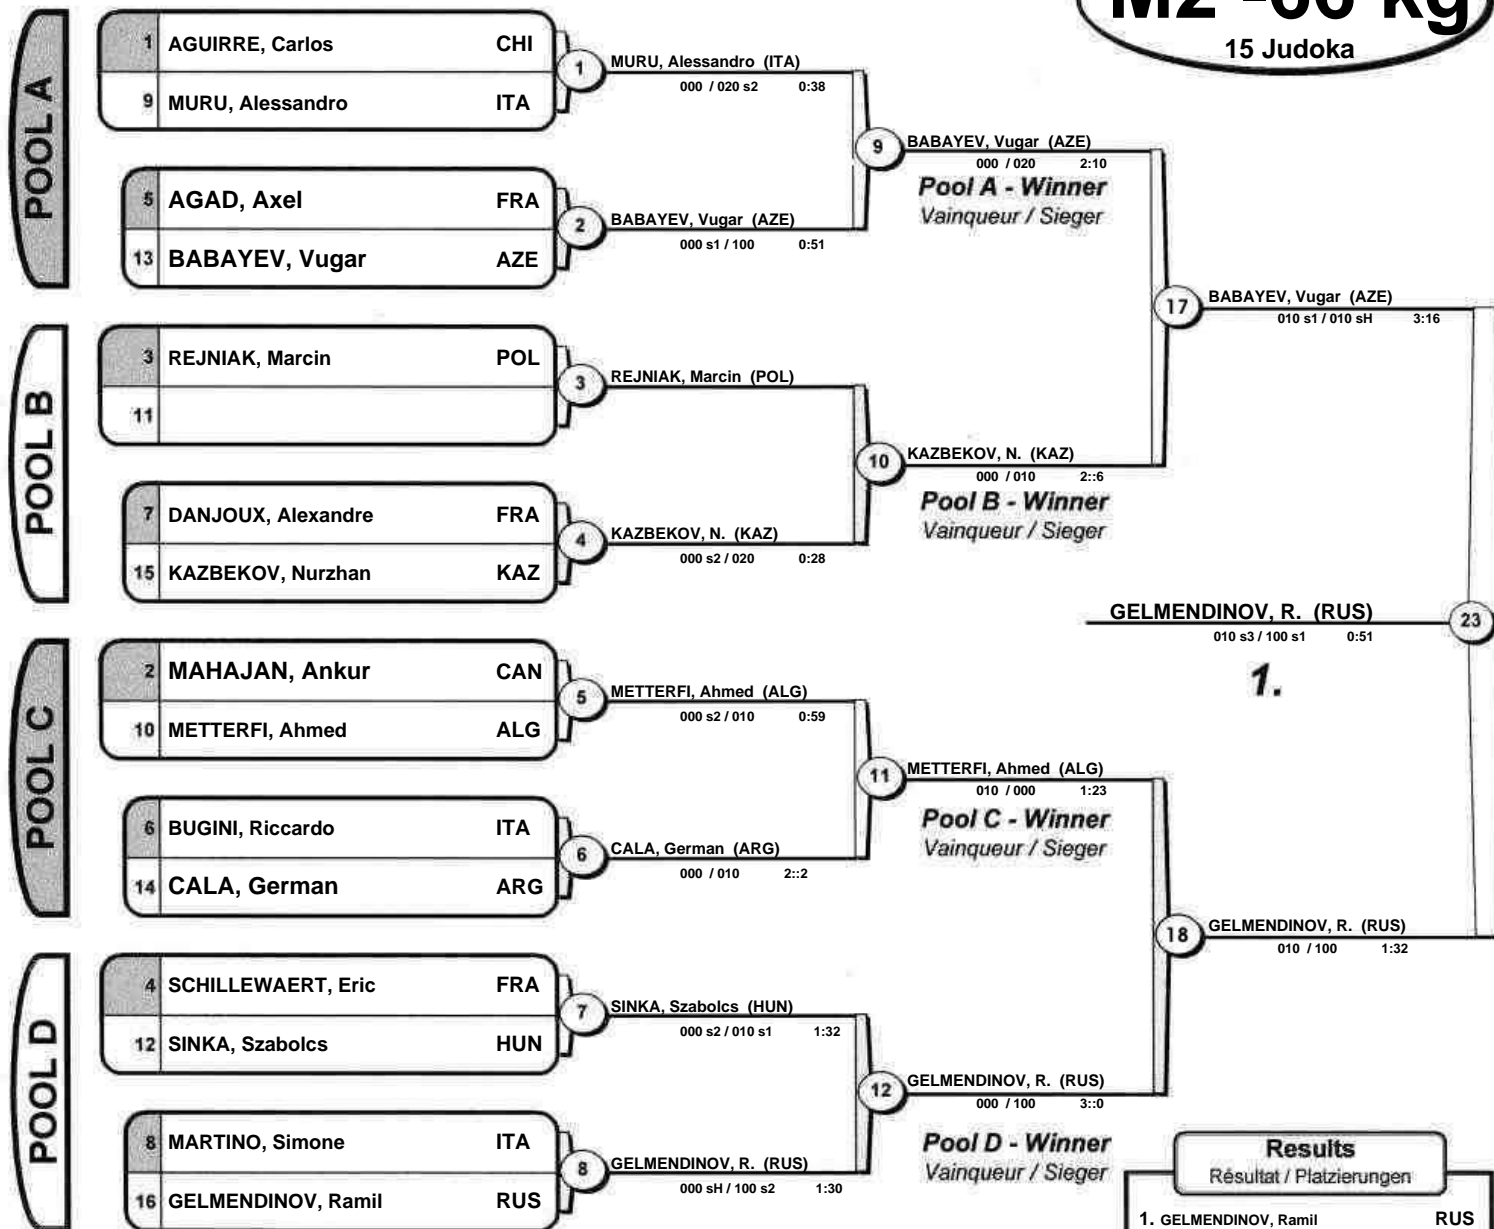 M2 -66 kg
15 Judoka
POOL A
1 AGUIRRE, Carlos CHI
9 MURU, Alessandro ITA
1
MURU, Alessandro (ITA)
000 / 020 s2 0:38
5 AGAD, Axel FRA
13 BABAYEV, Vugar AZE
2
BABAYEV, Vugar (AZE)
000 s1 / 100 0:51
9
BABAYEV, Vugar (AZE)
000 / 020 2:10
Pool A - Winner
Vainqueur / Sieger
POOL B
3 REJNIAK, Marcin POL
11
3
REJNIAK, Marcin (POL)
7 DANJOUX, Alexandre FRA
15 KAZBEKOV, Nurzhan KAZ
4
KAZBEKOV, N. (KAZ)
000 s2 / 020 0:28
10
KAZBEKOV, N. (KAZ)
000 / 010 2::6
Pool B - Winner
Vainqueur / Sieger
17
BABAYEV, Vugar (AZE)
010 s1 / 010 sH 3:16
POOL C
2 MAHAJAN, Ankur CAN
10 METTERFI, Ahmed ALG
5
METTERFI, Ahmed (ALG)
000 s2 / 010 0:59
6 BUGINI, Riccardo ITA
14 CALA, German ARG
6
CALA, German (ARG)
000 / 010 2::2
11
METTERFI, Ahmed (ALG)
010 / 000 1:23
Pool C - Winner
Vainqueur / Sieger
POOL D
4 SCHILLEWAERT, Eric FRA
12 SINKA, Szabolcs HUN
7
SINKA, Szabolcs (HUN)
000 s2 / 010 s1 1:32
8 MARTINO, Simone ITA
16 GELMENDINOV, Ramil RUS
8
GELMENDINOV, R. (RUS)
000 sH / 100 s2 1:30
12
GELMENDINOV, R. (RUS)
000 / 100 3::0
Pool D - Winner
Vainqueur / Sieger
18
GELMENDINOV, R. (RUS)
010 / 100 1:32
GELMENDINOV, R. (RUS)
010 s3 / 100 s1 0:51
23
1.
Results
Résultat / Platzierungen
1. GELMENDINOV, Ramil RUS